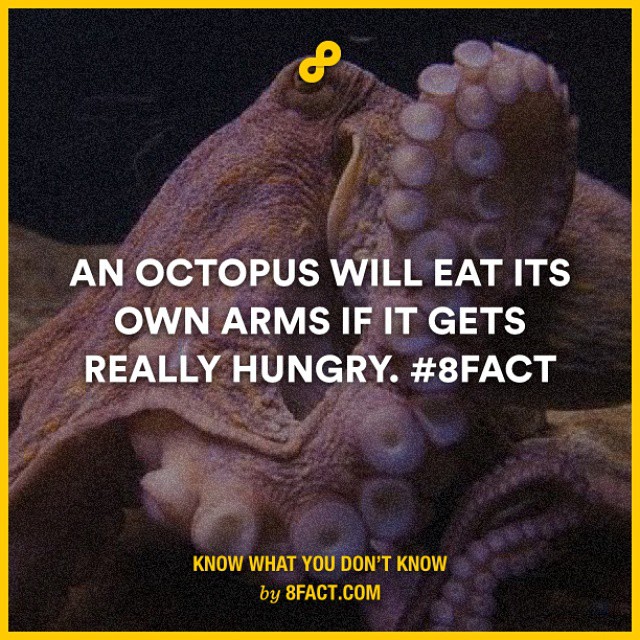 AN OCTOPUS WILL EAT ITS
OWN ARMS IF IT GETS
REALLY HUNGRY. #8FACT
KNOW WHAT YOU DON'T KNOW
by 8FACT.COM